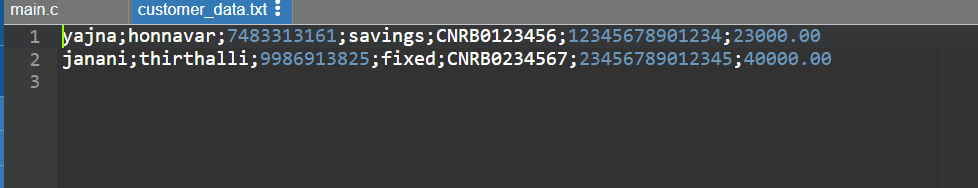 main.c customer_data.txt
1 yajna;honnavar;7483313161;savings;CNRB0123456;12345678901234;23000.00
2 janani;thirthalli;9986913825;fixed;CNRB0234567;23456789012345;40000.00
3